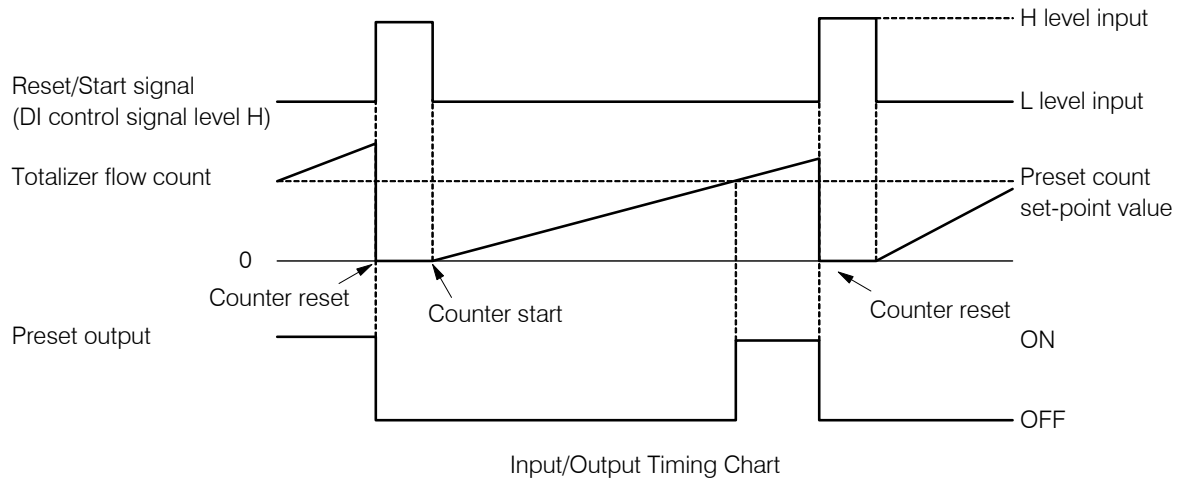 H level input
Reset/Start signal
(DI control signal level H)
L level input
Totalizer flow count
Preset count
set-point value
0
Counter reset
Counter start
Counter reset
Preset output
ON
OFF
Input/Output Timing Chart